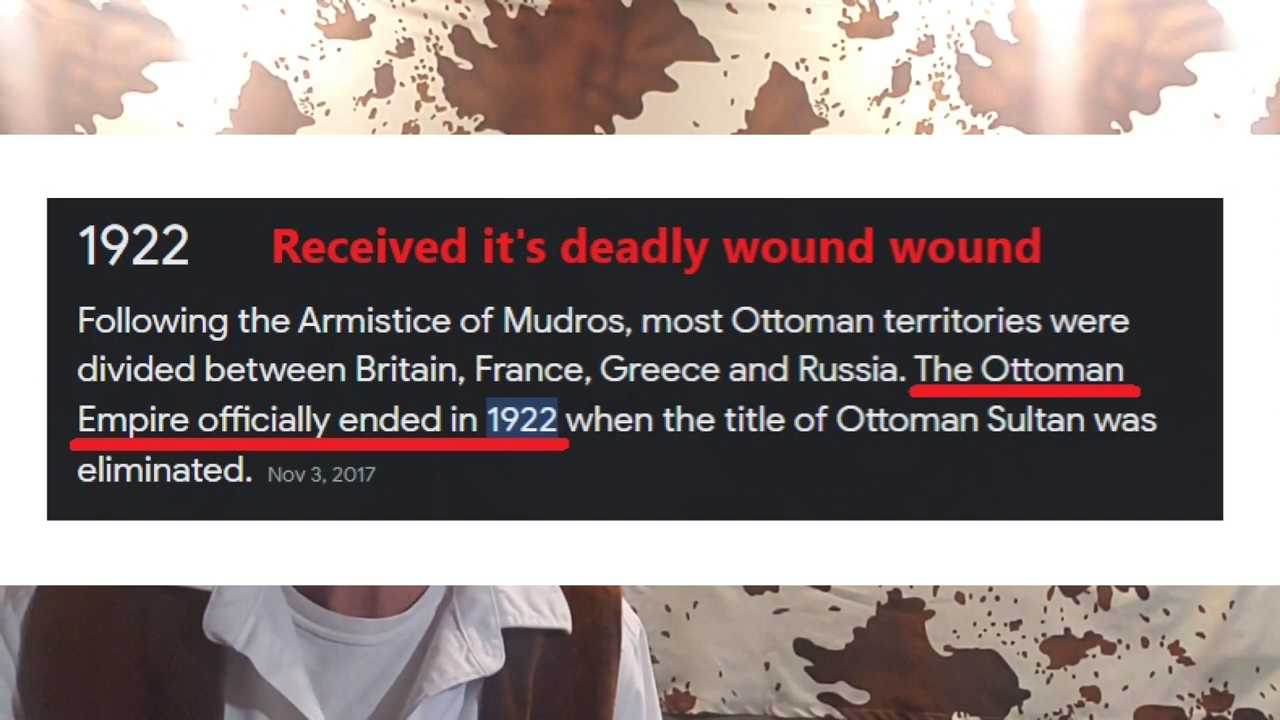 1922 Received it's deadly wound wound
Following the Armistice of Mudros, most Ottoman territories were
divided between Britain, France, Greece and Russia. The Ottoman
Empire officially ended in 1922 when the title of Ottoman Sultan was
eliminated. Nov 3, 2017